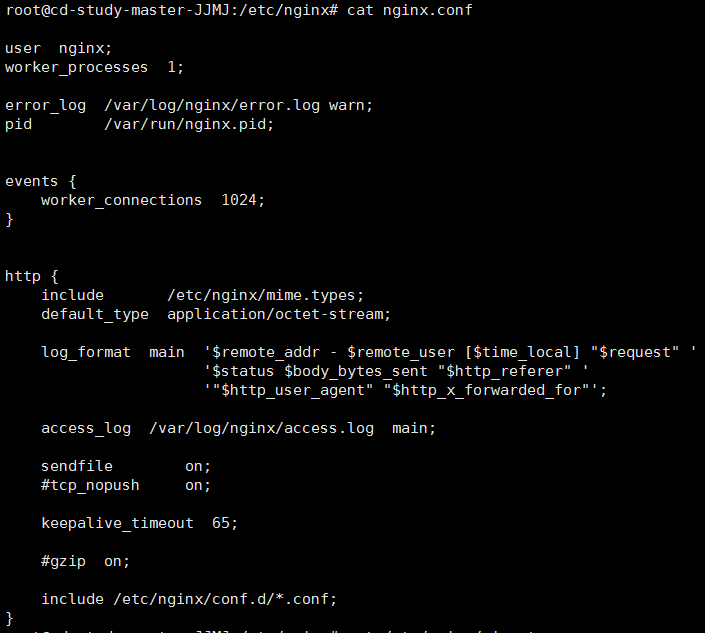 root@cd-study-master-JJMJ:/etc/nginx# cat nginx.conf
user  nginx;
worker_processes  1;
error_log  /var/log/nginx/error.log warn;
pid        /var/run/nginx.pid;
events {
    worker_connections  1024;
}
http {
    include       /etc/nginx/mime.types;
    default_type  application/octet-stream;
    log_format  main  '$remote_addr - $remote_user [$time_local] "$request" '
                      '$status $body_bytes_sent "$http_referer" '
                      '"$http_user_agent" "$http_x_forwarded_for"';
    access_log  /var/log/nginx/access.log  main;
    sendfile        on;
    #tcp_nopush     on;
    keepalive_timeout  65;
    #gzip  on;
    include /etc/nginx/conf.d/*.conf;
}